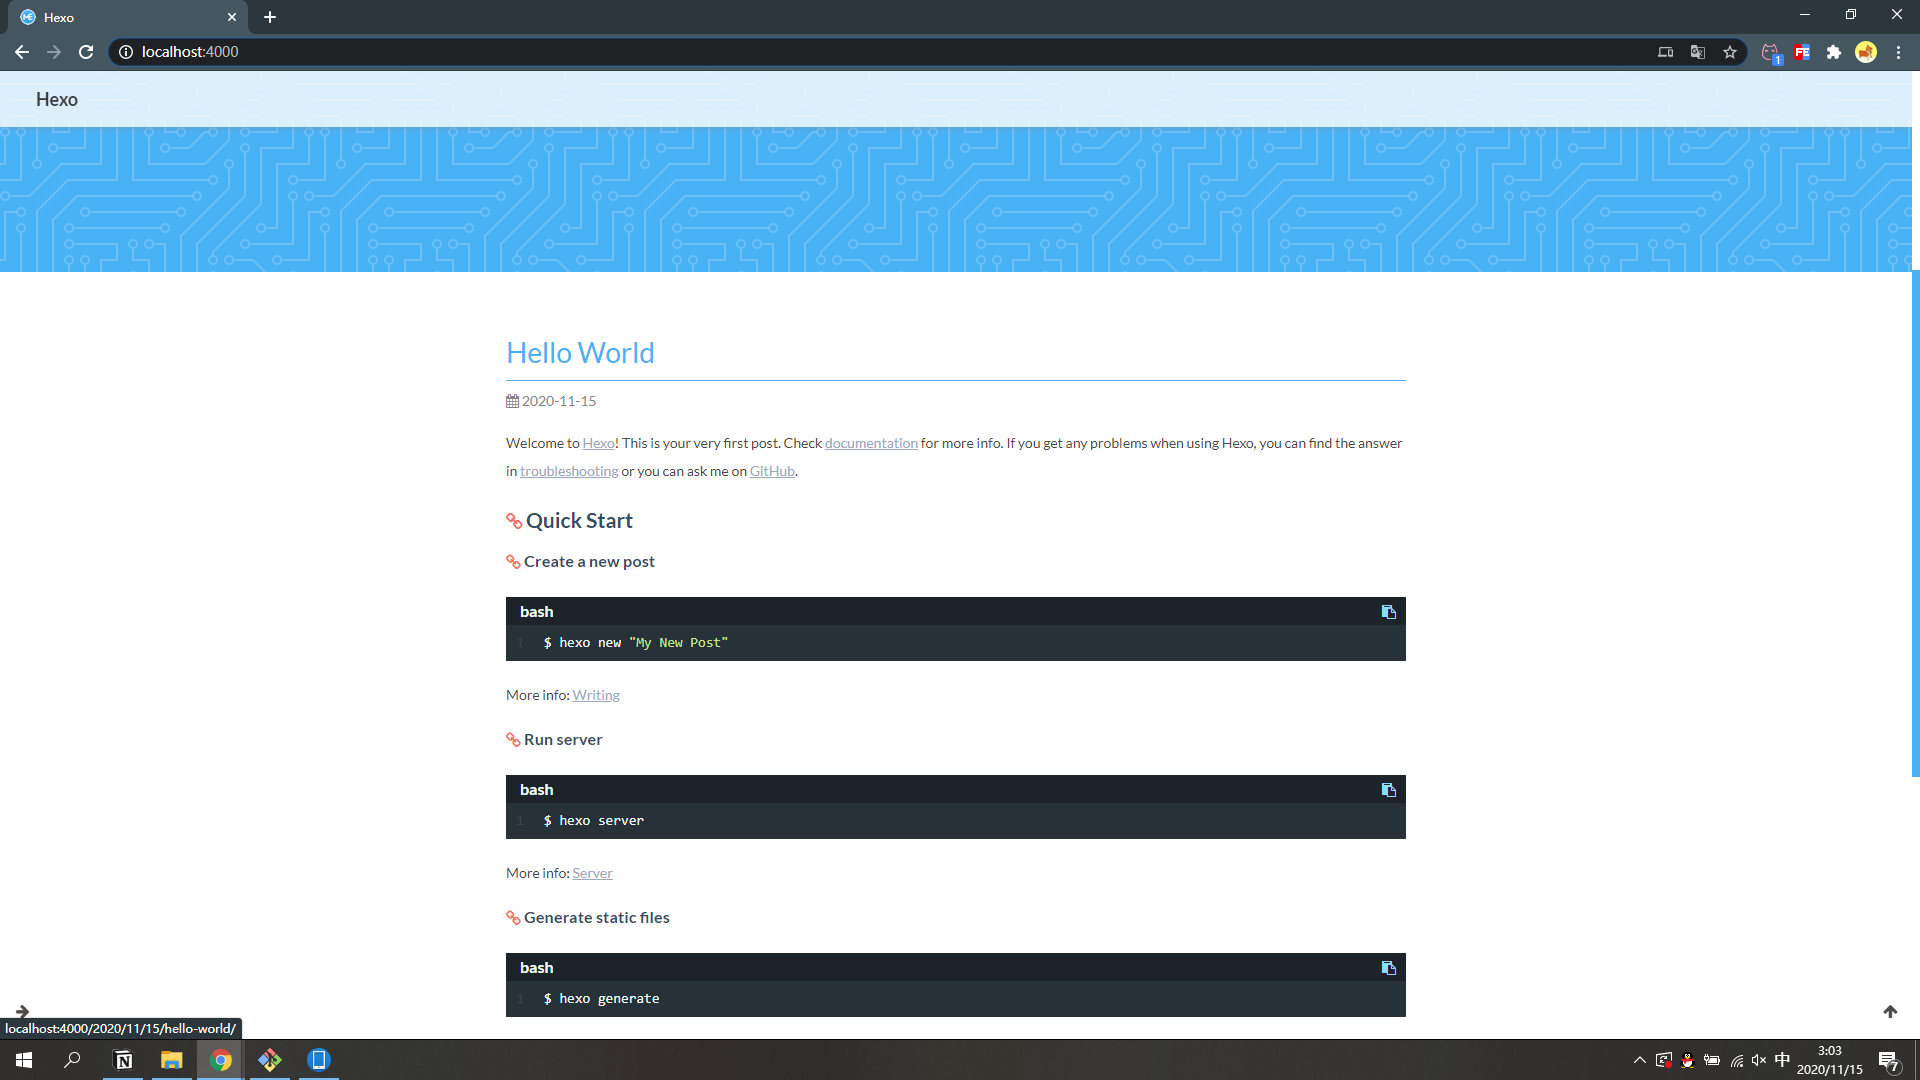 Hexo
localhost:4000
1
FE
Hexo
Hello World
2020-11-15
Welcome to Hexo! This is your very first post. Check documentation for more info. If you get any problems when using Hexo, you can find the answer
in troubleshooting or you can ask me on GitHub.
Quick Start
Create a new post
bash
1 $ hexo new "My New Post"
More info: Writing
Run server
bash
1 $ hexo server
More info: Server
Generate static files
bash
1 $ hexo generate
localhost:4000/2020/11/15/hello-world/
中
3:03
2020/11/15
7